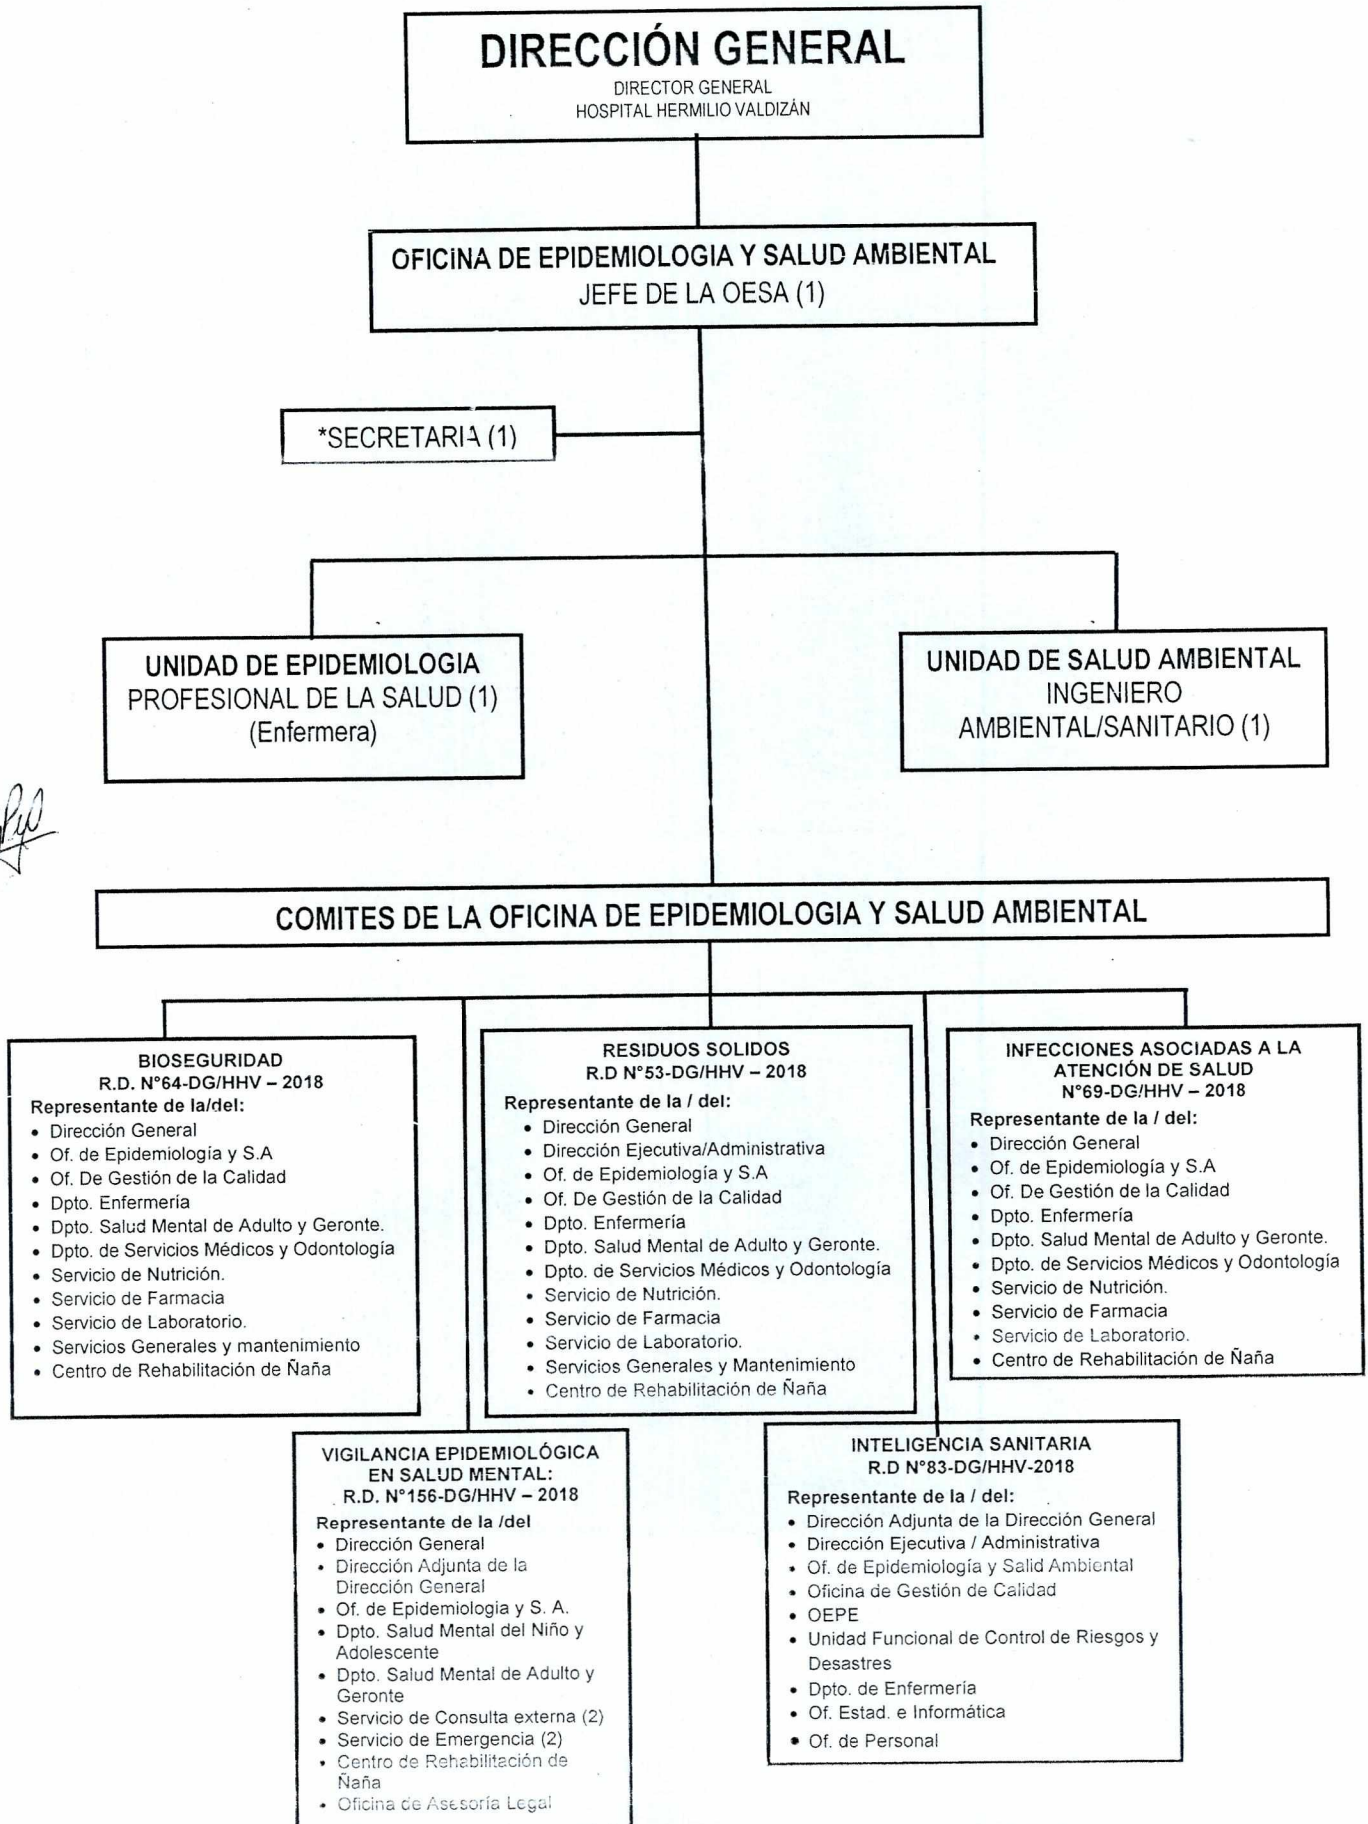 DIRECCIÓN GENERAL
DIRECTOR GENERAL
HOSPITAL HERMILIO VALDIZÁN
OFICINA DE EPIDEMIOLOGIA Y SALUD AMBIENTAL
JEFE DE LA OESA (1)
*SECRETARIA (1)
UNIDAD DE EPIDEMIOLOGIA
PROFESIONAL DE LA SALUD (1)
(Enfermera)
UNIDAD DE SALUD AMBIENTAL
INGENIERO
AMBIENTAL/SANITARIO (1)
COMITES DE LA OFICINA DE EPIDEMIOLOGIA Y SALUD AMBIENTAL
BIOSEGURIDAD
R.D. N°64-DG/HHV – 2018
Representante de la/del:
• Dirección General
• Of. de Epidemiología y S.A
• Of. De Gestión de la Calidad
• Dpto. Enfermería
• Dpto. Salud Mental de Adulto y Geronte.
• Dpto. de Servicios Médicos y Odontología
• Servicio de Nutrición.
• Servicio de Farmacia
• Servicio de Laboratorio.
• Servicios Generales y mantenimiento
• Centro de Rehabilitación de Ñaña
RESIDUOS SOLIDOS
R.D N°53-DG/HHV – 2018
Representante de la / del:
• Dirección General
• Dirección Ejecutiva/Administrativa
• Of. de Epidemiología y S.A
• Of. De Gestión de la Calidad
• Dpto. Enfermería
• Dpto. Salud Mental de Adulto y Geronte.
• Dpto. de Servicios Médicos y Odontología
• Servicio de Nutrición.
• Servicio de Farmacia
• Servicio de Laboratorio.
• Servicios Generales y Mantenimiento
• Centro de Rehabilitación de Ñaña
INFECCIONES ASOCIADAS A LA
ATENCIÓN DE SALUD
N°69-DG/HHV – 2018
Representante de la / del:
• Dirección General
• Of. de Epidemiología y S.A
• Of. De Gestión de la Calidad
• Dpto. Enfermería
• Dpto. Salud Mental de Adulto y Geronte.
• Dpto. de Servicios Médicos y Odontología
• Servicio de Nutrición.
• Servicio de Farmacia
• Servicio de Laboratorio.
• Centro de Rehabilitación de Ñaña
VIGILANCIA EPIDEMIOLÓGICA
EN SALUD MENTAL:
R.D. N°156-DG/HHV – 2018
Representante de la /del
• Dirección General
• Dirección Adjunta de la
Dirección General
• Of. de Epidemiologia y S. A.
• Dpto. Salud Mental del Niño y
Adolescente
• Dpto. Salud Mental de Adulto y
Geronte
• Servicio de Consulta externa (2)
• Servicio de Emergencia (2)
• Centro de Rehabilitación de
Ñaña
• Oficina de Asesoría Legal
INTELIGENCIA SANITARIA
R.D N°83-DG/HHV-2018
Representante de la / del:
• Dirección Adjunta de la Dirección General
• Dirección Ejecutiva / Administrativa
• Of. de Epidemiología y Salid Ambiental
• Oficina de Gestión de Calidad
• OEPE
• Unidad Funcional de Control de Riesgos y
Desastres
• Dpto. de Enfermería
• Of. Estad. e Informática
• Of. de Personal